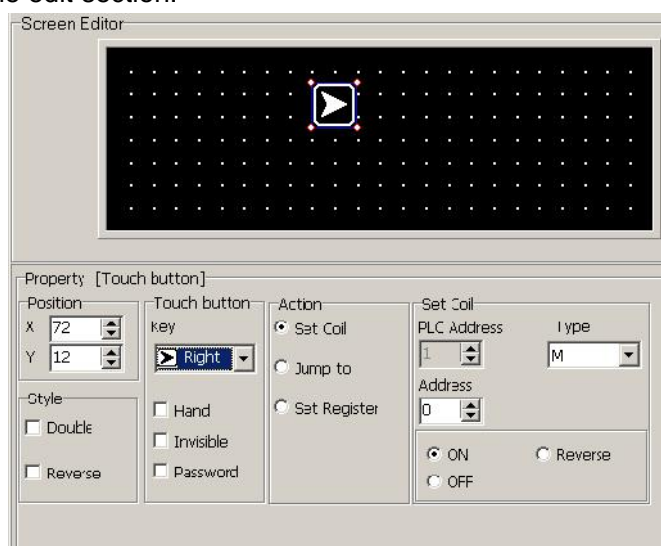 edit section.
Screen Editor
Property [Touch button]
Position
X 72
Y 12
Style
Double
Reverse
Touch button
Key
Right
Hand
Invisible
Password
Action
Set Coil
Jump to
Set Register
Set Coil
PLC Address Type
1 M
Address
0
ON Reverse
OFF